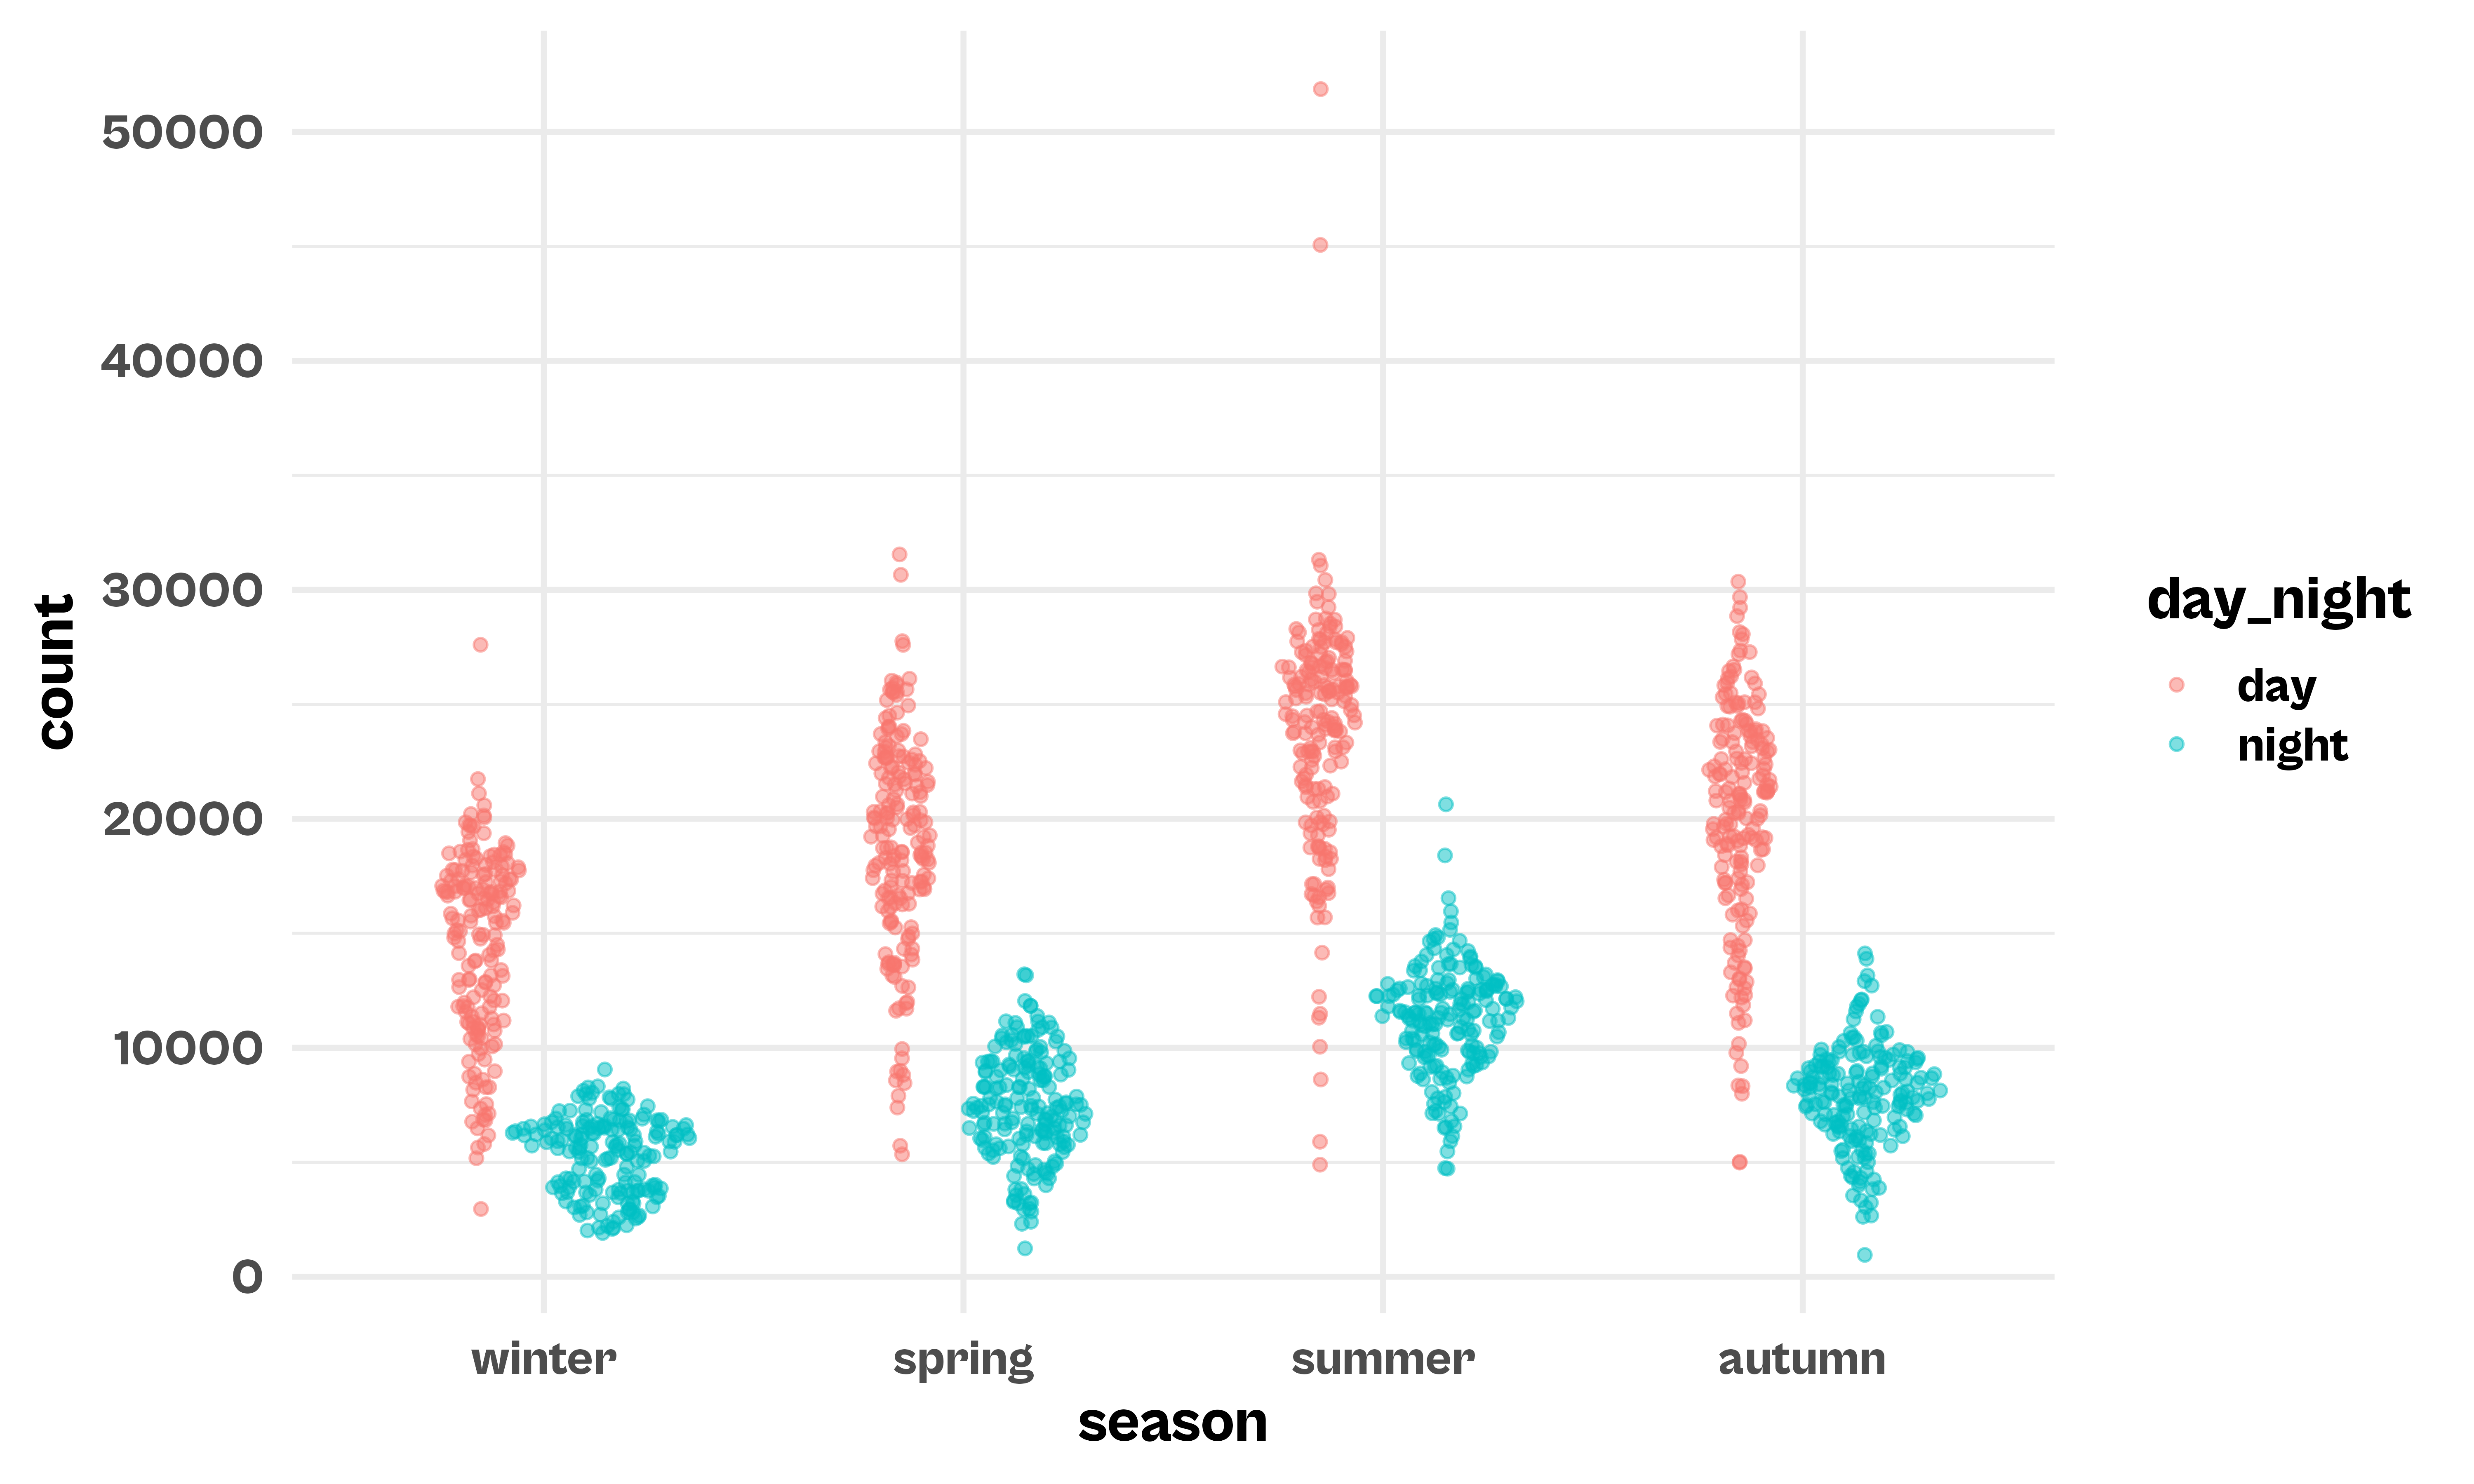 count
50000
40000
30000
20000
10000
0
winter spring summer autumn
season
day_night
day
night